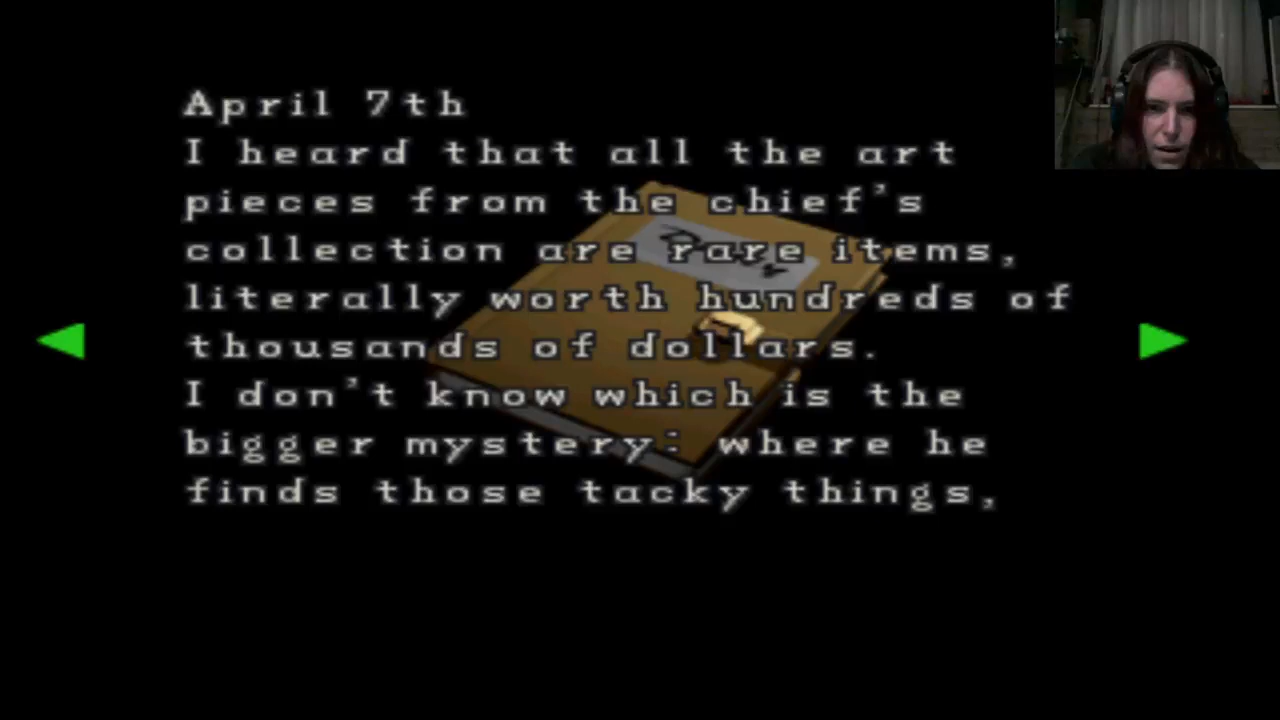 April 7th
I heard that all the art
pieces from the chief's
collection are rare items,
literally worth hundreds of
thousands of dollars.
I don't know which is the
bigger mystery: where he
finds those tacky things,
Diary